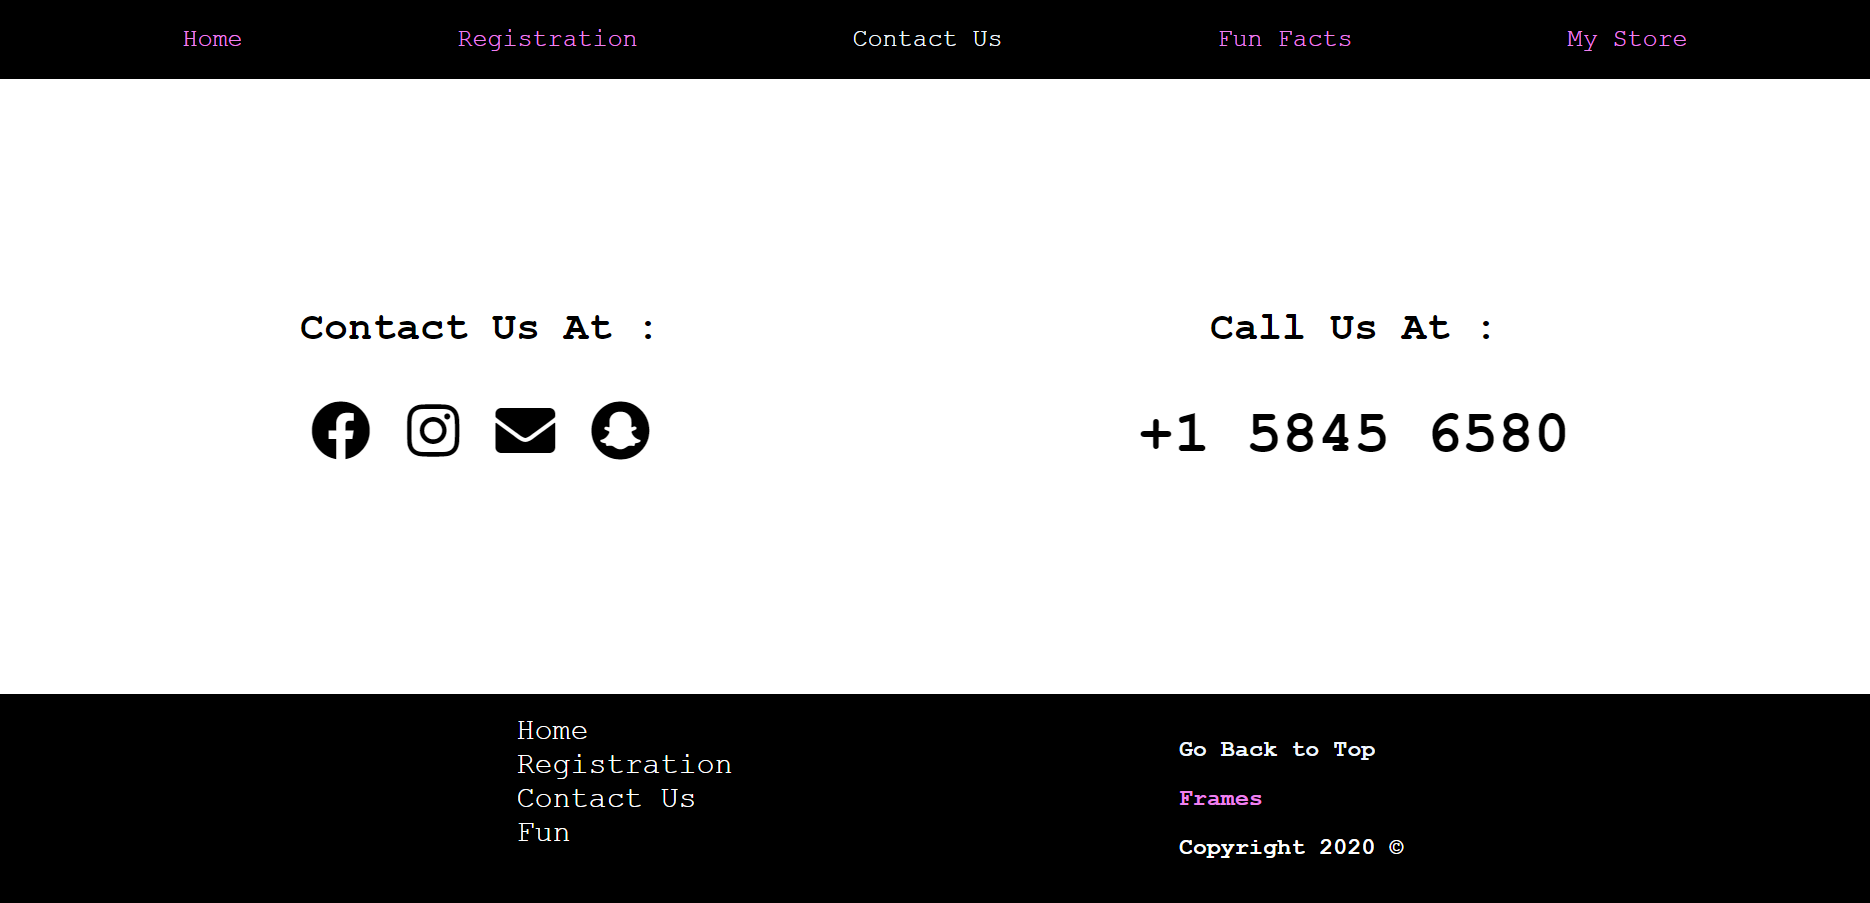 Home Registration Contact Us Fun Facts My Store
Contact Us At :
Call Us At :
+1 5845 6580
Home
Registration
Contact Us
Fun
Go Back to Top
Frames
Copyright 2020 ©